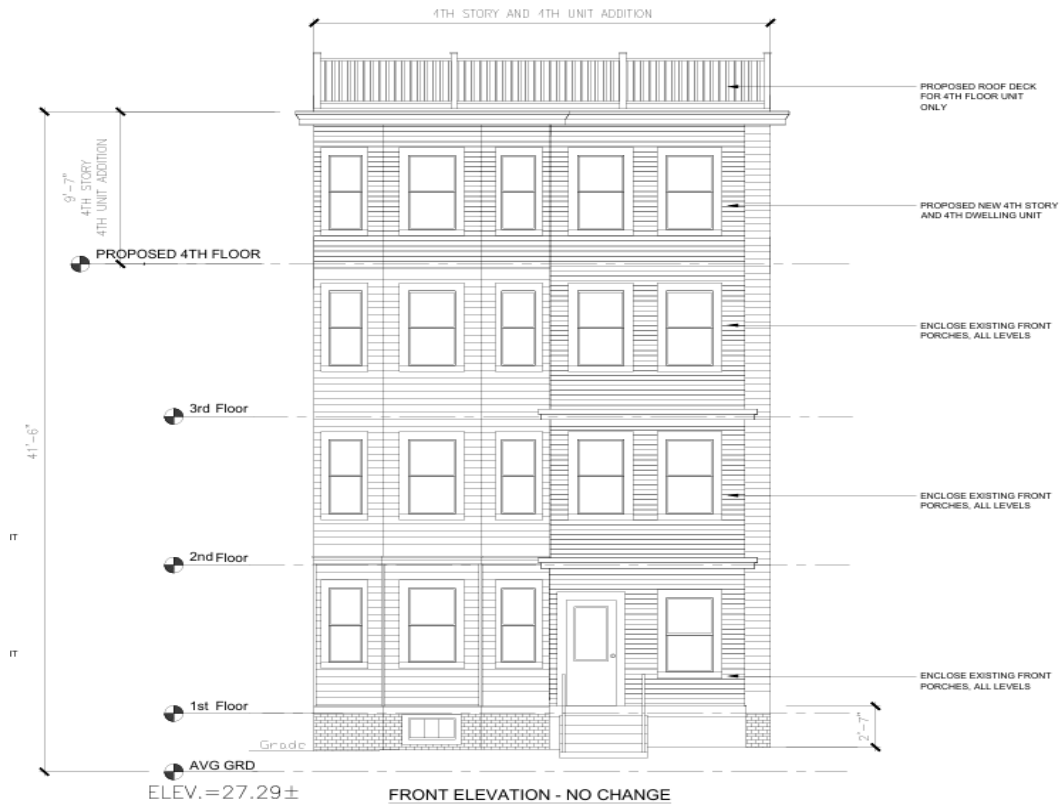 4TH STORY AND 4TH UNIT ADDITION
PROPOSED ROOF DECK
FOR 4TH FLOOR UNIT
ONLY
9'-7"
4TH STORY
4TH UNIT ADDITION
PROPOSED NEW 4TH STORY
AND 4TH DWELLING UNIT
PROPOSED 4TH FLOOR
ENCLOSE EXISTING FRONT
PORCHES, ALL LEVELS
3rd Floor
41'-6"
ENCLOSE EXISTING FRONT
PORCHES, ALL LEVELS
IT
2nd Floor
IT
ENCLOSE EXISTING FRONT
PORCHES, ALL LEVELS
1st Floor
2'-7"
Grade
AVG GRD
ELEV.=27.29±
FRONT ELEVATION - NO CHANGE